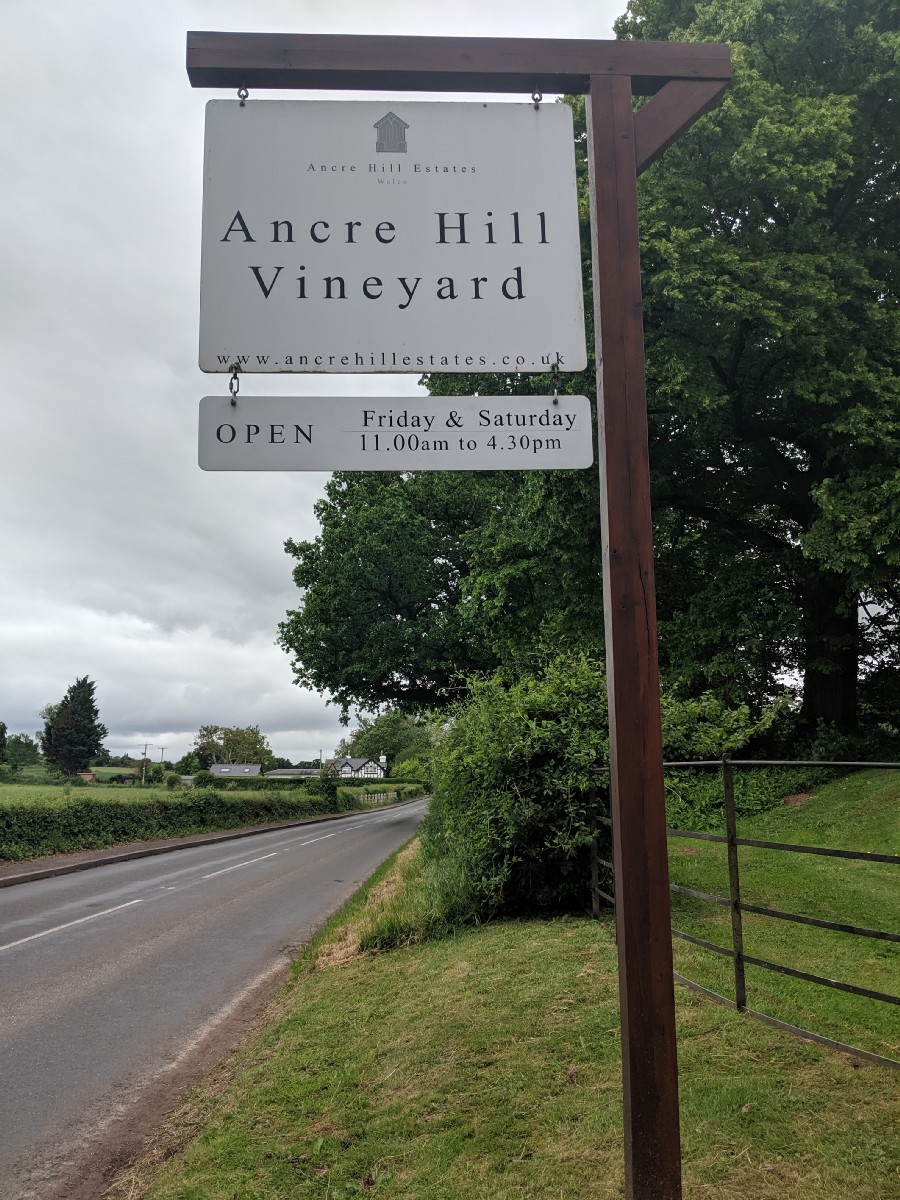 Ancre Hill Estates
Wales
Ancre Hill
Vineyard
www.ancrehillestates.co.uk
OPEN
Friday & Saturday
11.00am to 4.30pm